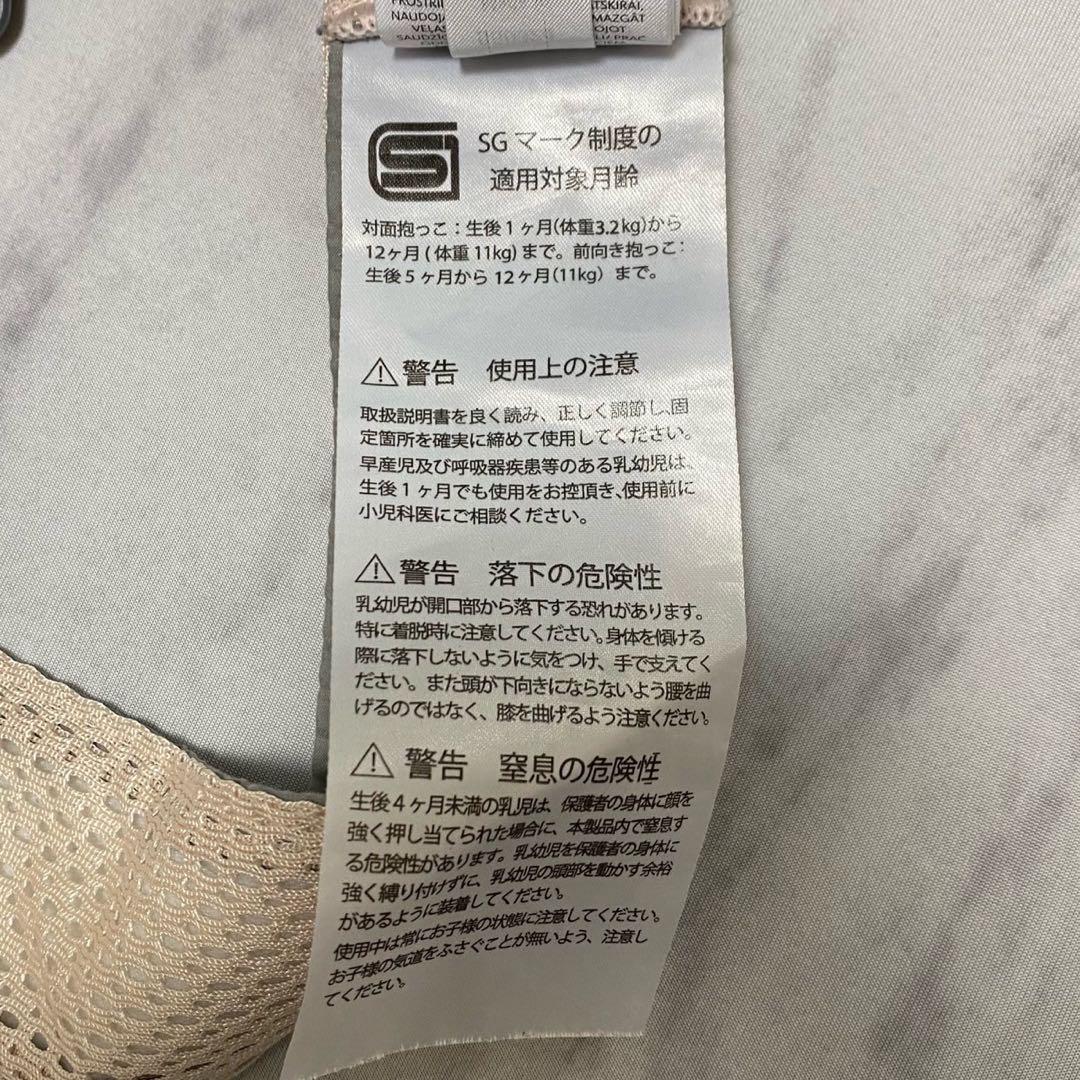 NAUDOJA
MAZGĀT
VELAS
OJOT
SAUDZĪG
PRAČ
SG マーク制度の
適用対象月齢
対面抱っこ：生後1ヶ月(体重3.2kg)から
12ヶ月(体重11kg)まで。前向き抱っこ：
生後5ヶ月から12ヶ月(11kg) まで。
警告 使用上の注意
取扱説明書を良く読み、正しく調節し、固
定箇所を確実に締めて使用してください。
早産児及び呼吸器疾患等のある乳幼児は、
生後1ヶ月でも使用をお控頂き、使用前に
小児科医にご相談ください。
警告 落下の危険性
乳幼児が開口部から落下する恐れがあります。
特に着脱時に注意してください。身体を傾ける
際に落下しないように気をつけ、手で支えてく
ださい。また頭が下向きにならないよう腰を曲
げるのではなく、膝を曲げるよう注意ください。
警告 窒息の危険性
生後4ヶ月未満の乳児は、保護者の身体に顔を
強く押し当てられた場合に、本製品内で窒息す
る危険性があります。乳幼児を保護者の身体に
強く縛り付けずに、乳幼児の頭部を動かす余裕
があるように装着してください。
使用中は常にお子様の状態に注意してください。
お子様の気道をふさぐことが無いよう、注意し
てください。